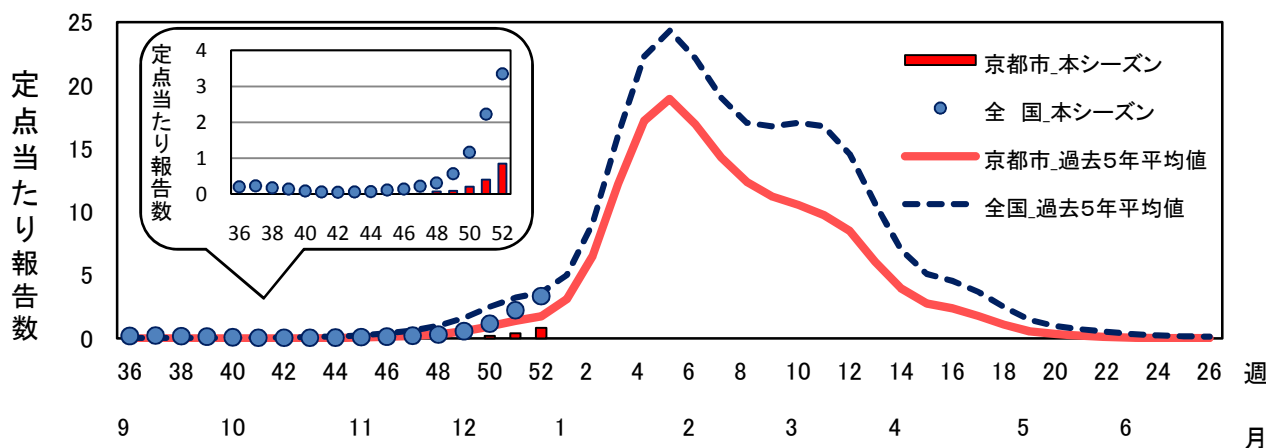 定点当たり報告数
25
20
15
10
5
0
定点当たり報告数
4
3
2
1
0
36 38 40 42 44 46 48 50 52
京都市_本シーズン
全 国_本シーズン
京都市_過去5年平均値
全国_過去5年平均値
36 38 40 42 44 46 48 50 52 2 4 6 8 10 12 14 16 18 20 22 24 26 週
9 10 11 12 1 2 3 4 5 6 月